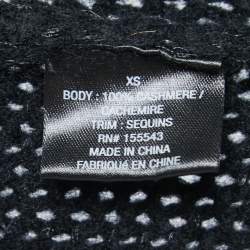 XS
BODY : 100% CASHMERE /
CACHEMIRE
TRIM : SEQUINS
RN# 155543
MADE IN CHINA
FABRIQUÉ EN CHINE